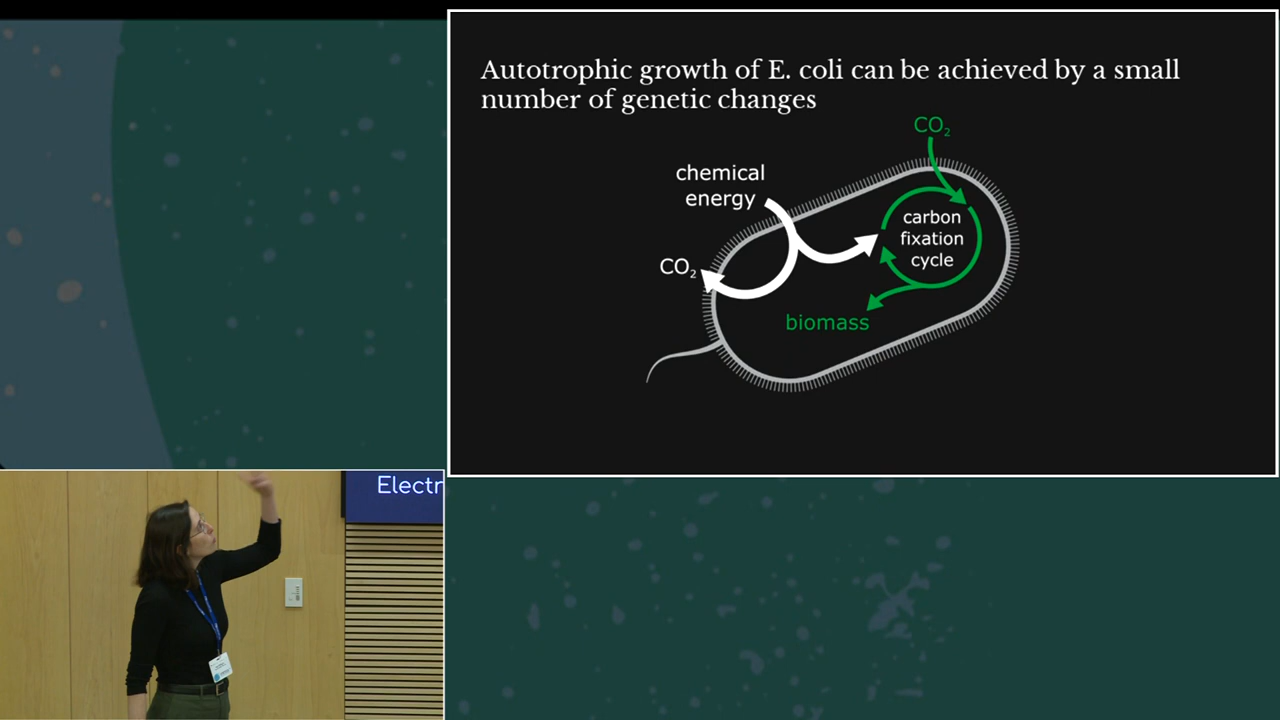 Autotrophic growth of E. coli can be achieved by a small
number of genetic changes
CO₂
chemical
energy
carbon
fixation
cycle
CO₂
biomass
Electr